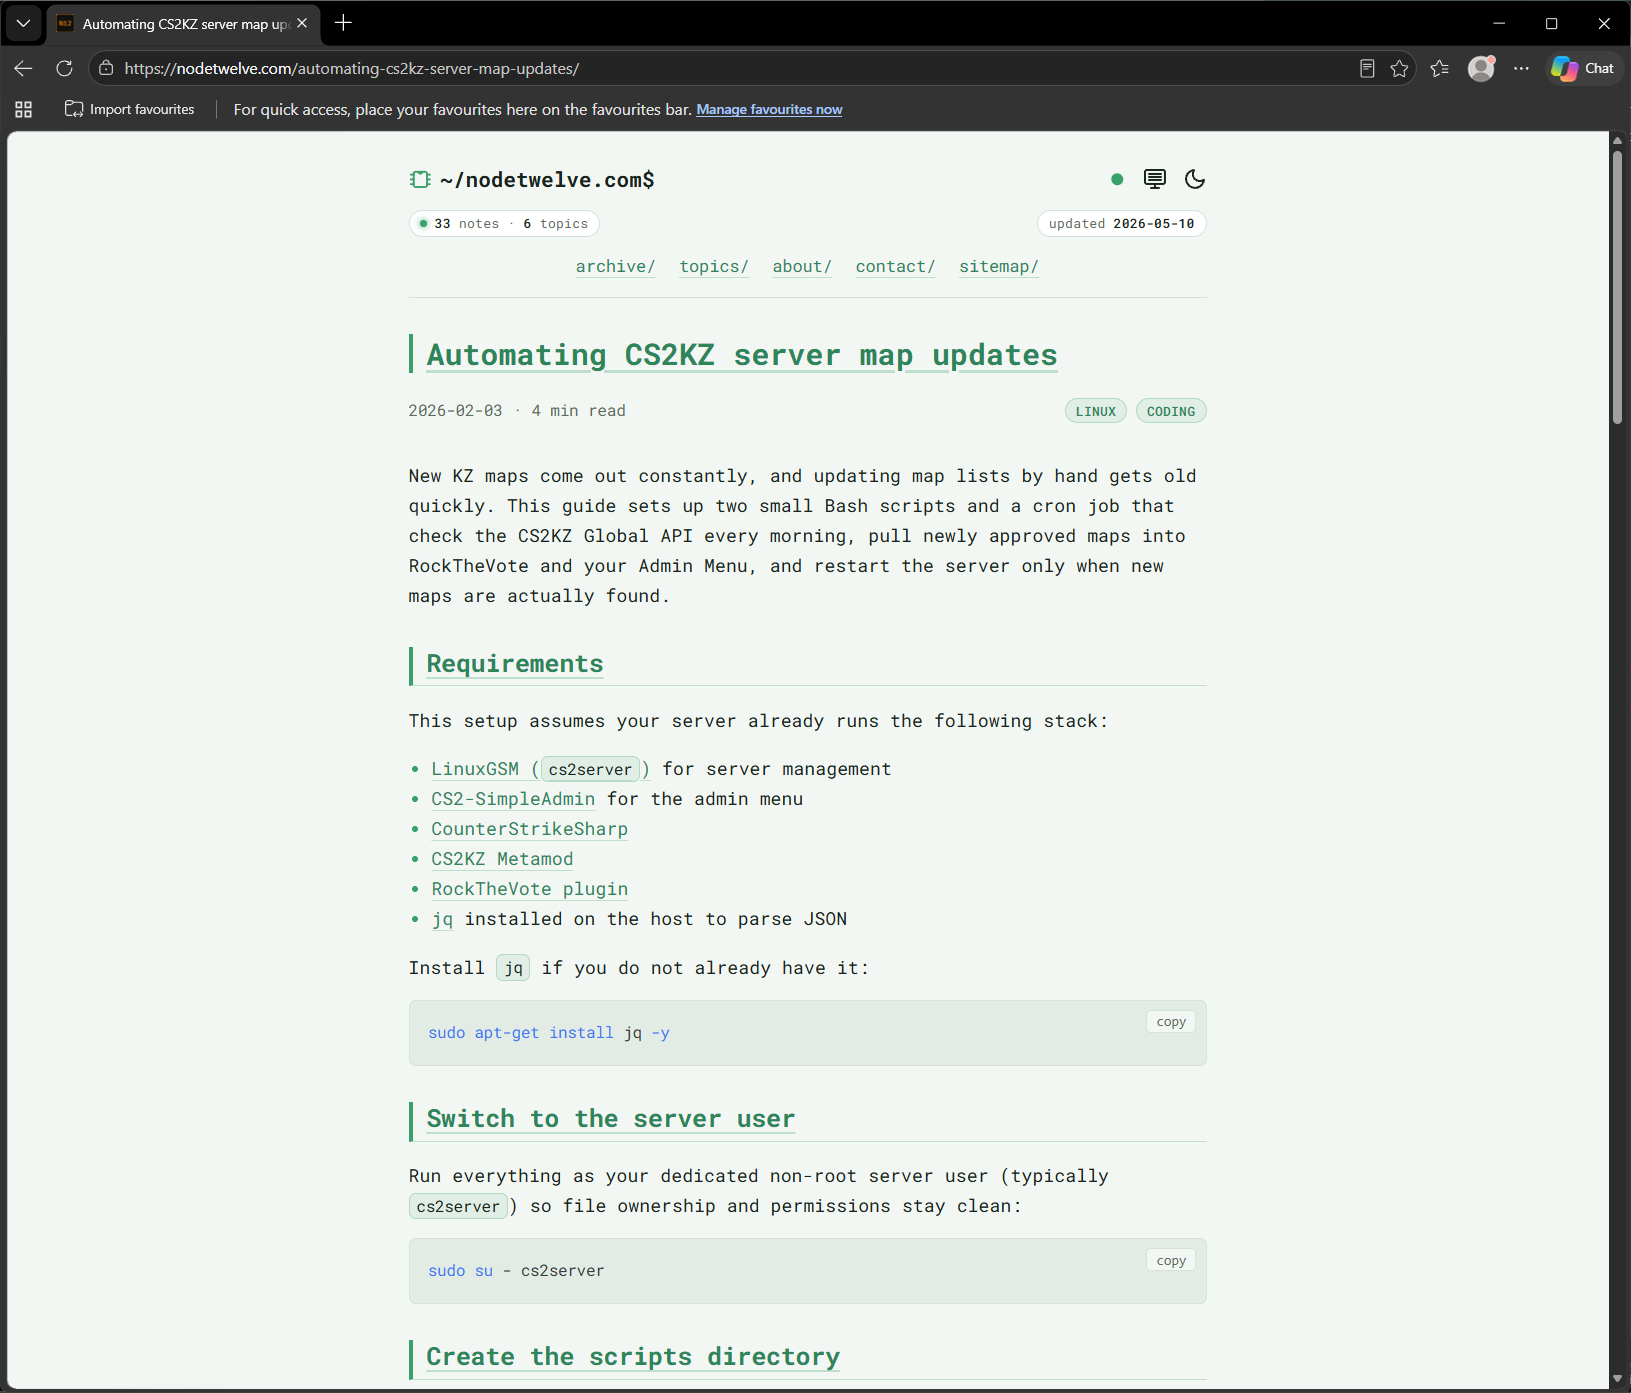 N12 Automating CS2KZ server map up
https://nodetwelve.com/automating-cs2kz-server-map-updates/
Chat
Import favourites
For quick access, place your favourites here on the favourites bar. Manage favourites now
~/nodetwelve.com$
33 notes · 6 topics
updated 2026-05-10
archive/ topics/ about/ contact/ sitemap/
Automating CS2KZ server map updates
2026-02-03 · 4 min read
LINUX CODING
New KZ maps come out constantly, and updating map lists by hand gets old
quickly. This guide sets up two small Bash scripts and a cron job that
check the CS2KZ Global API every morning, pull newly approved maps into
RockTheVote and your Admin Menu, and restart the server only when new
maps are actually found.
Requirements
This setup assumes your server already runs the following stack:
• LinuxGSM (cs2server) for server management
• CS2-SimpleAdmin for the admin menu
• CounterStrikeSharp
• CS2KZ Metamod
• RockTheVote plugin
• jq installed on the host to parse JSON
Install jq if you do not already have it:
copy
sudo apt-get install jq -y
Switch to the server user
Run everything as your dedicated non-root server user (typically
cs2server) so file ownership and permissions stay clean:
copy
sudo su - cs2server
Create the scripts directory